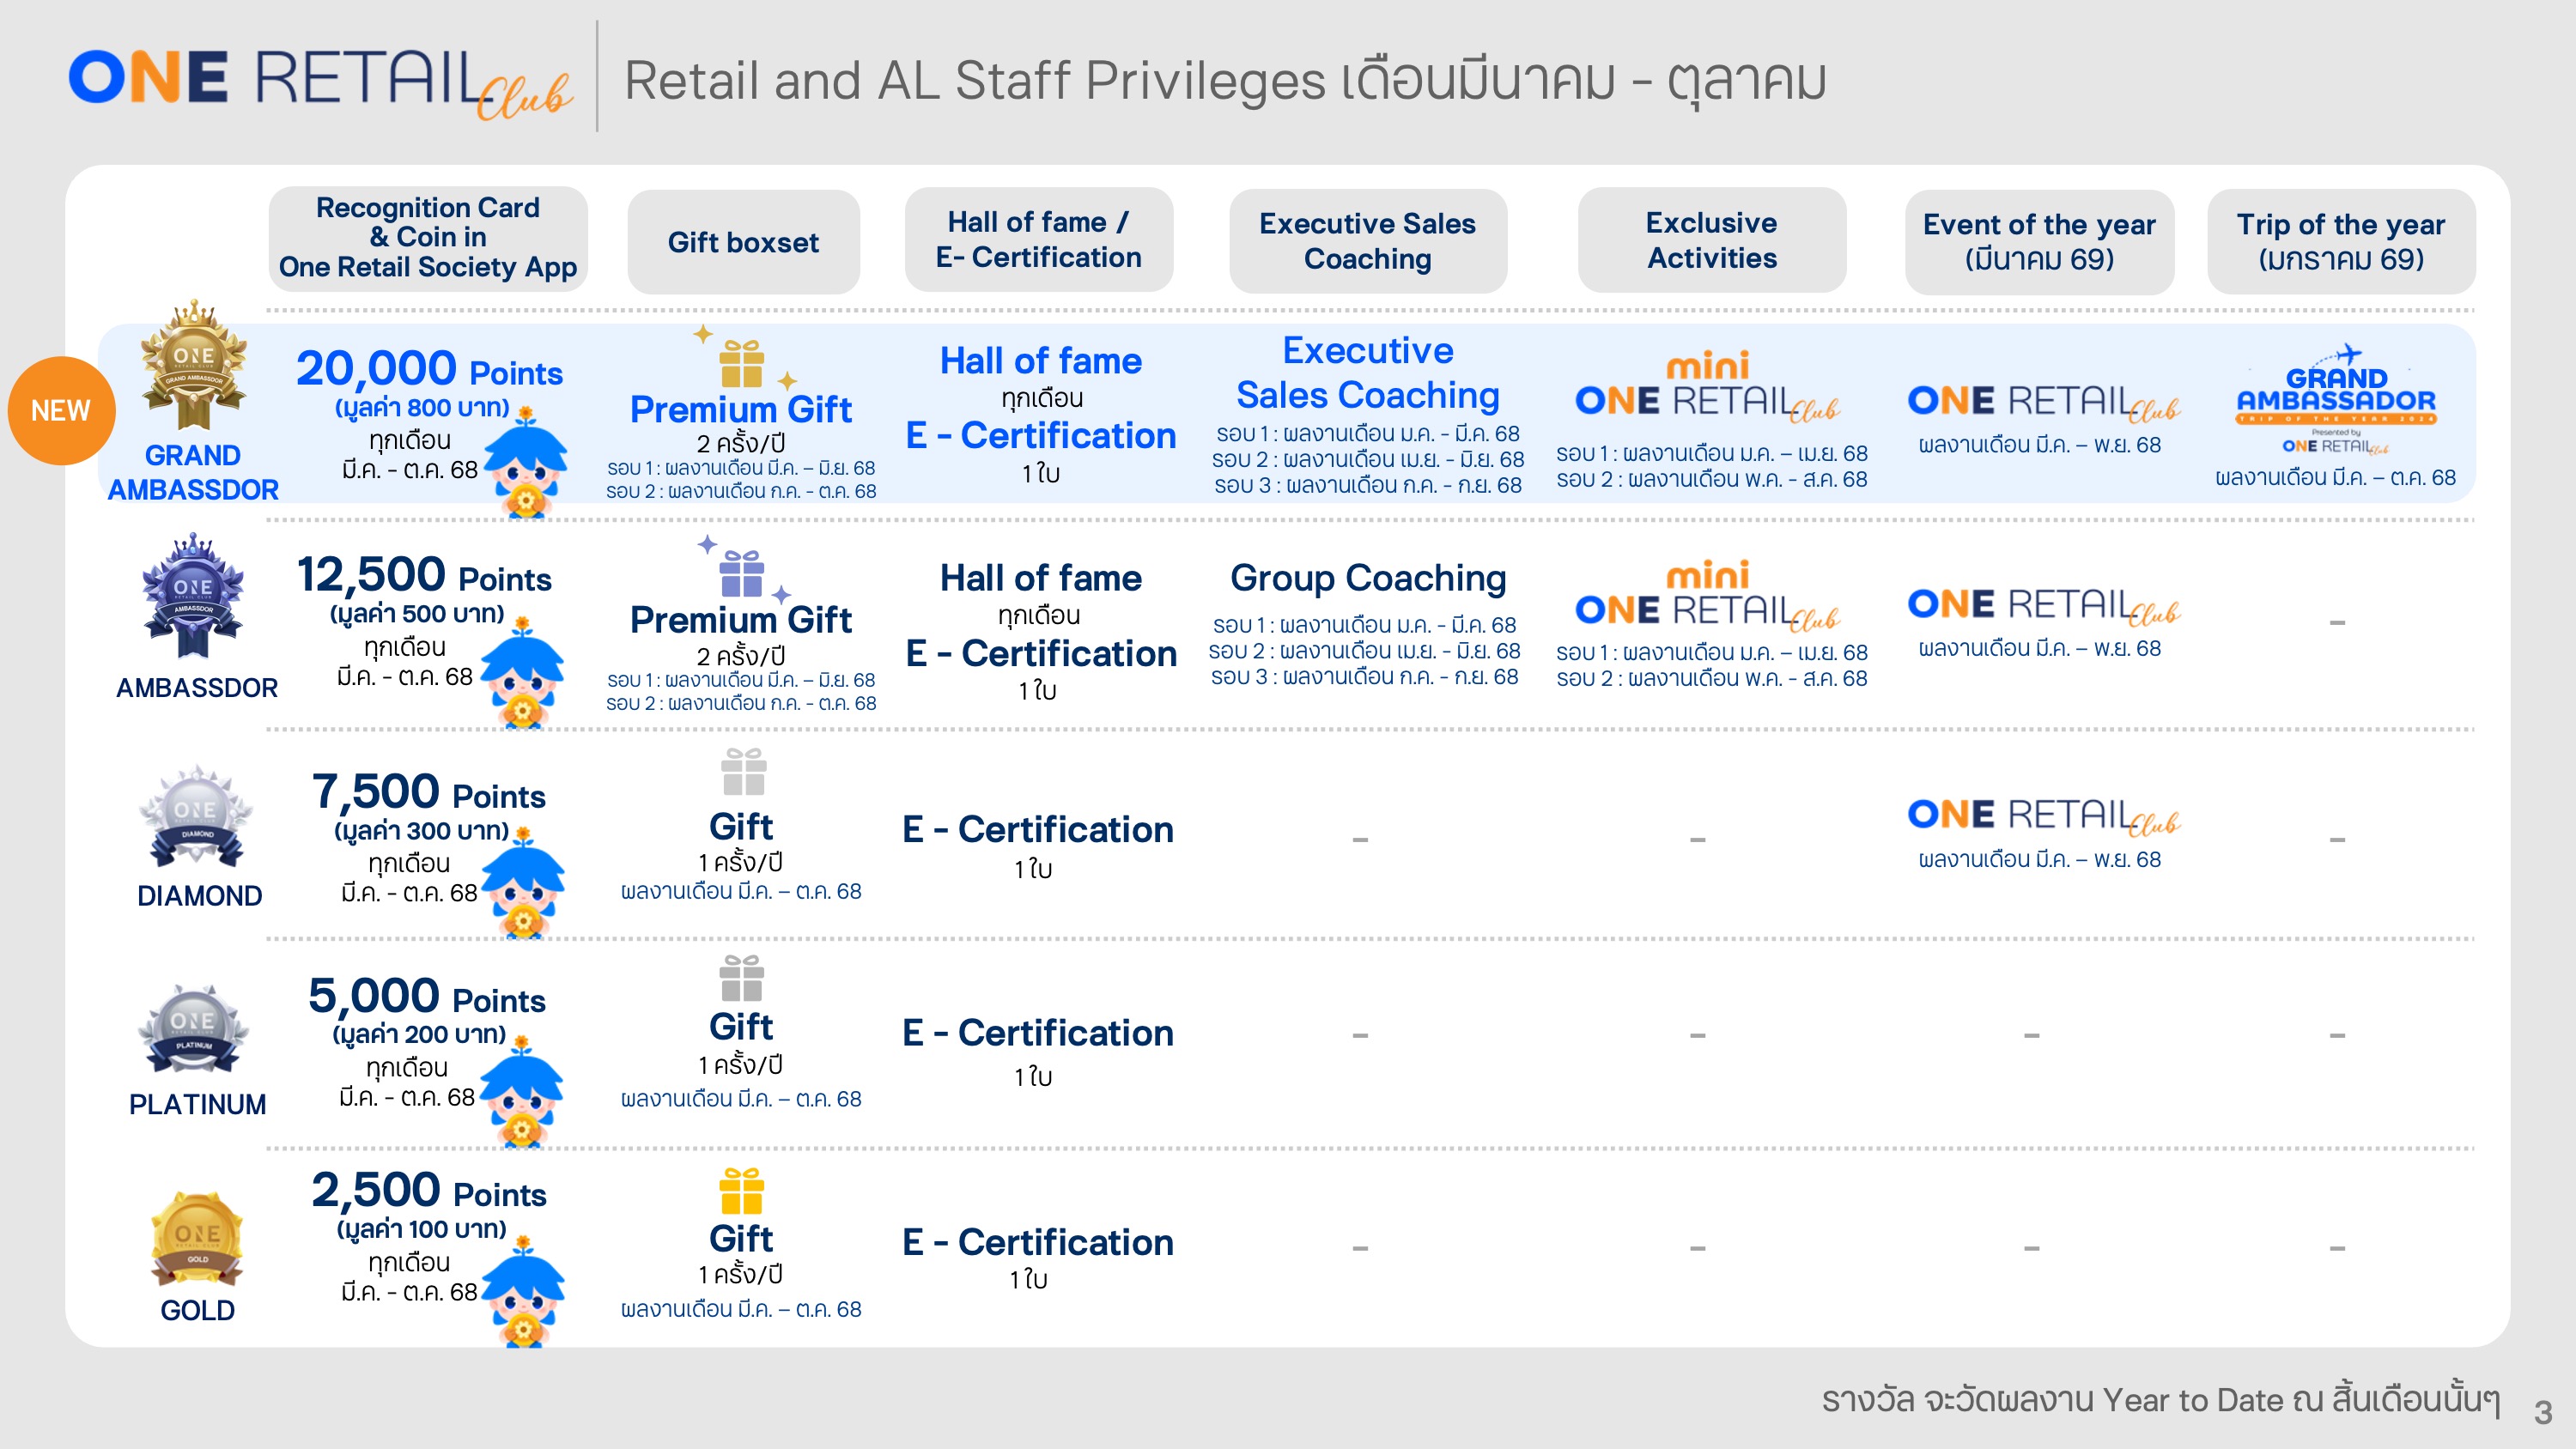 ONE RETAIL Club
Retail and AL Staff Privileges เดือนมีนาคม - ตุลาคม
Recognition Card
& Coin in
One Retail Society App
Gift boxset
Hall of fame /
E- Certification
Executive Sales
Coaching
Exclusive
Activities
Event of the year
(มีนาคม 69)
Trip of the year
(มกราคม 69)
NEW
ONE
RETAIL CLUB
GRAND AMBASSDOR
GRAND
AMBASSDOR
20,000 Points
(มูลค่า 800 บาท)
ทุกเดือน
มี.ค. - ต.ค. 68
Premium Gift
2 ครั้ง/ปี
รอบ 1 : ผลงานเดือน มี.ค. – มิ.ย. 68
รอบ 2 : ผลงานเดือน ก.ค. - ต.ค. 68
Hall of fame
ทุกเดือน
E - Certification
1 ใบ
Executive
Sales Coaching
รอบ 1 : ผลงานเดือน ม.ค. - มี.ค. 68
รอบ 2 : ผลงานเดือน เม.ย. - มิ.ย. 68
รอบ 3 : ผลงานเดือน ก.ค. - ก.ย. 68
mini
ONE RETAIL Club
รอบ 1 : ผลงานเดือน ม.ค. – เม.ย. 68
รอบ 2 : ผลงานเดือน พ.ค. - ส.ค. 68
ONE RETAIL Club
ผลงานเดือน มี.ค. – พ.ย. 68
GRAND
AMBASSADOR
TRIP OF THE YEAR
Presented by
ONE RETAIL Club
ผลงานเดือน มี.ค. – ต.ค. 68
ONE
RETAIL CLUB
AMBASSDOR
AMBASSDOR
12,500 Points
(มูลค่า 500 บาท)
ทุกเดือน
มี.ค. - ต.ค. 68
Premium Gift
2 ครั้ง/ปี
รอบ 1 : ผลงานเดือน มี.ค. – มิ.ย. 68
รอบ 2 : ผลงานเดือน ก.ค. - ต.ค. 68
Hall of fame
ทุกเดือน
E - Certification
1 ใบ
Group Coaching
รอบ 1 : ผลงานเดือน ม.ค. - มี.ค. 68
รอบ 2 : ผลงานเดือน เม.ย. - มิ.ย. 68
รอบ 3 : ผลงานเดือน ก.ค. - ก.ย. 68
mini
ONE RETAIL Club
รอบ 1 : ผลงานเดือน ม.ค. – เม.ย. 68
รอบ 2 : ผลงานเดือน พ.ค. - ส.ค. 68
ONE RETAIL Club
ผลงานเดือน มี.ค. – พ.ย. 68
-
ONE
RETAIL CLUB
DIAMOND
DIAMOND
7,500 Points
(มูลค่า 300 บาท)
ทุกเดือน
มี.ค. - ต.ค. 68
Gift
1 ครั้ง/ปี
ผลงานเดือน มี.ค. – ต.ค. 68
E - Certification
1 ใบ
-
-
ONE RETAIL Club
ผลงานเดือน มี.ค. – พ.ย. 68
-
ONE
RETAIL CLUB
PLATINUM
PLATINUM
5,000 Points
(มูลค่า 200 บาท)
ทุกเดือน
มี.ค. - ต.ค. 68
Gift
1 ครั้ง/ปี
ผลงานเดือน มี.ค. – ต.ค. 68
E - Certification
1 ใบ
-
-
-
-
ONE
RETAIL CLUB
GOLD
GOLD
2,500 Points
(มูลค่า 100 บาท)
ทุกเดือน
มี.ค. - ต.ค. 68
Gift
1 ครั้ง/ปี
ผลงานเดือน มี.ค. – ต.ค. 68
E - Certification
1 ใบ
-
-
-
-
รางวัล จะวัดผลงาน Year to Date ณ สิ้นเดือนนั้นๆ
3